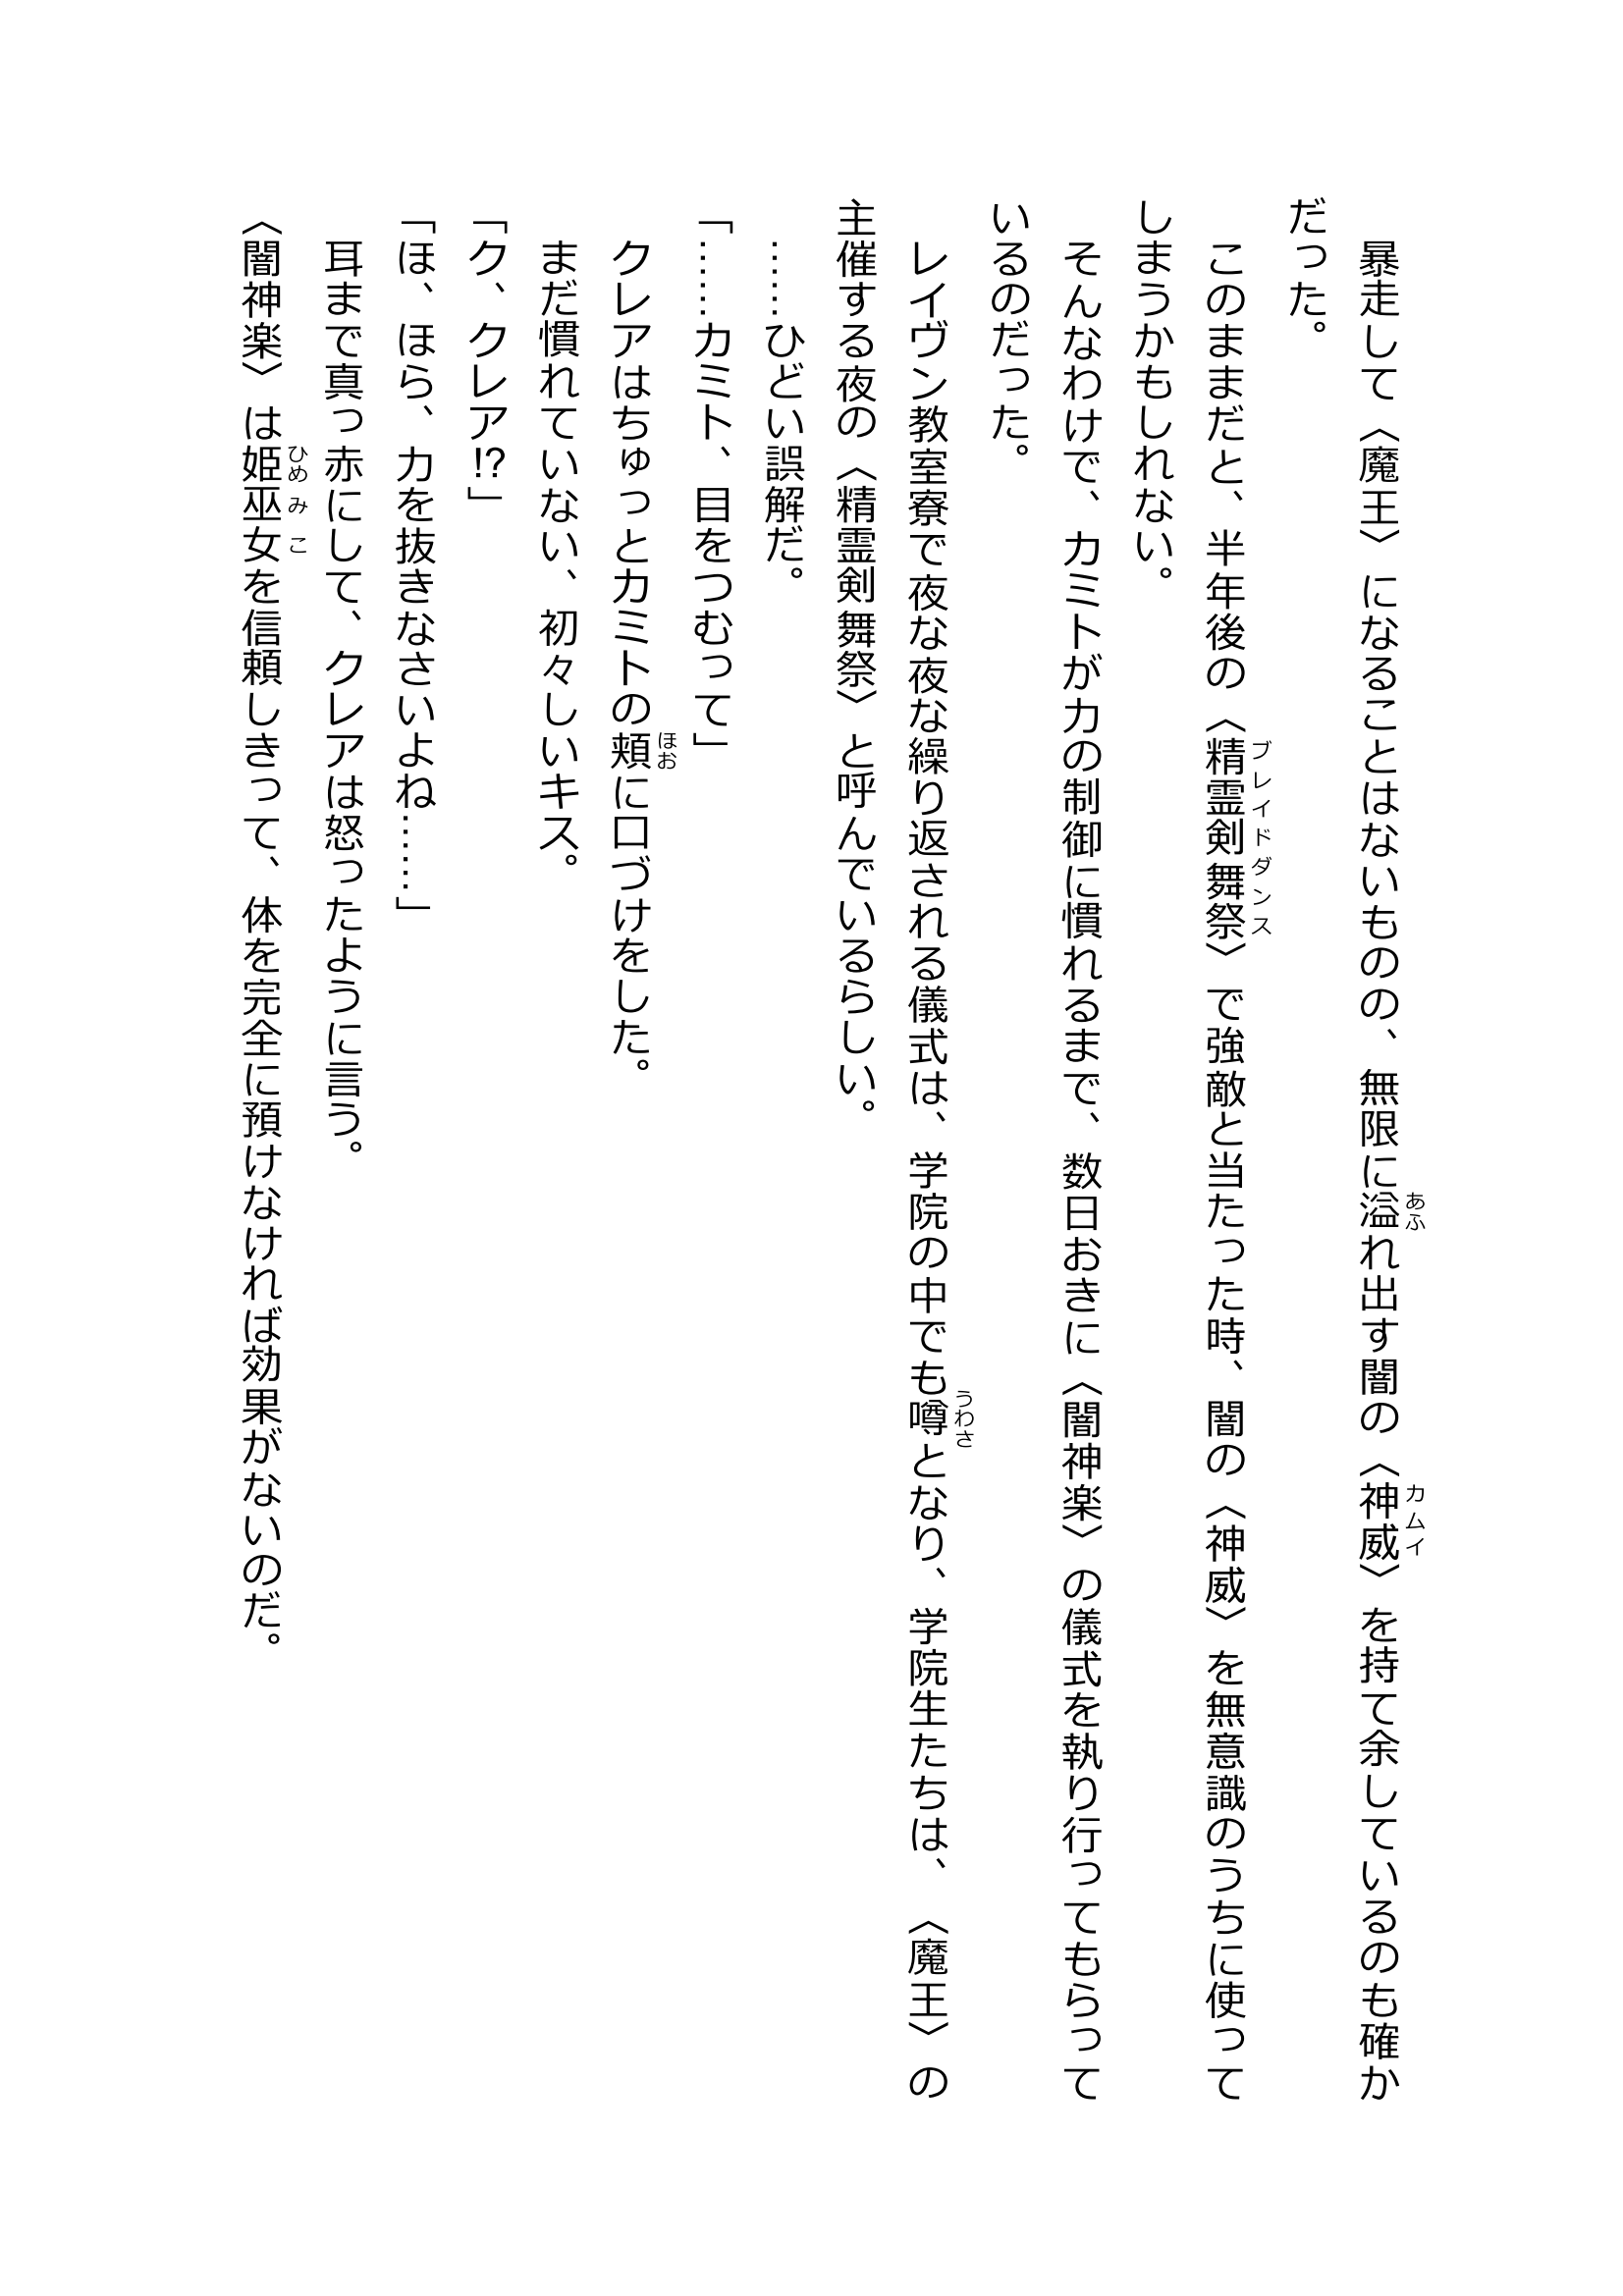 暴走して〈魔王〉になることはないものの、無限に溢れ出す闇の〈神威〉を持て余しているのも確か
だった。
　このままだと、半年後の〈精霊剣舞祭〉で強敵と当たった時、闇の〈神威〉を無意識のうちに使って
しまうかもしれない。
　そんなわけで、カミトが力の制御に慣れるまで、数日おきに〈闇神楽〉の儀式を執り行ってもらって
いるのだった。
　レイヴン教室寮で夜な夜な繰り返される儀式は、学院の中でも噂となり、学院生たちは、〈魔王〉の
主催する夜の〈精霊剣舞祭〉と呼んでいるらしい。
　……ひどい誤解だ。
「……カミト、目をつむって」
　クレアはちゅっとカミトの頬に口づけをした。
　まだ慣れていない、初々しいキス。
「ク、クレア⁉」
「ほ、ほら、力を抜きなさいよね……」
　耳まで真っ赤にして、クレアは怒ったように言う。
〈闇神楽〉は姫巫女を信頼しきって、体を完全に預けなければ効果がないのだ。
あふ
カムイ
ブレイドダンス
うわさ
ほお
ひめみこ